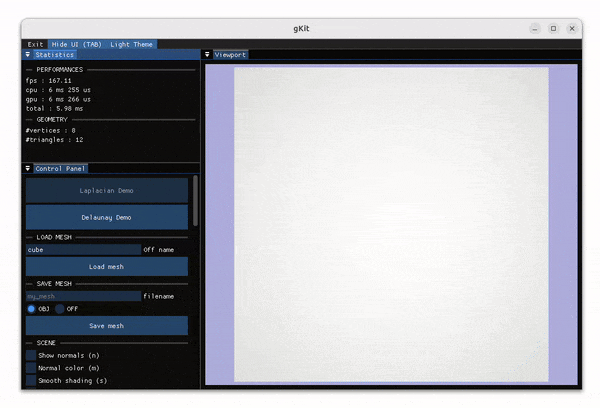 gKit
Exit Hide UI (TAB) Light Theme
Statistics
PERFORMANCES
fps : 167.11
cpu : 6 ms 255 us
gpu : 6 ms 266 us
total : 5.98 ms
GEOMETRY
#vertices : 8
#triangles : 12
Control Panel
Laplacian Demo
Delaunay Demo
LOAD MESH
cube Off name
Load mesh
SAVE MESH
my_mesh filename
OBJ OFF
Save mesh
SCENE
Show normals (n)
Normal color (m)
Smooth shading (s)
Viewport